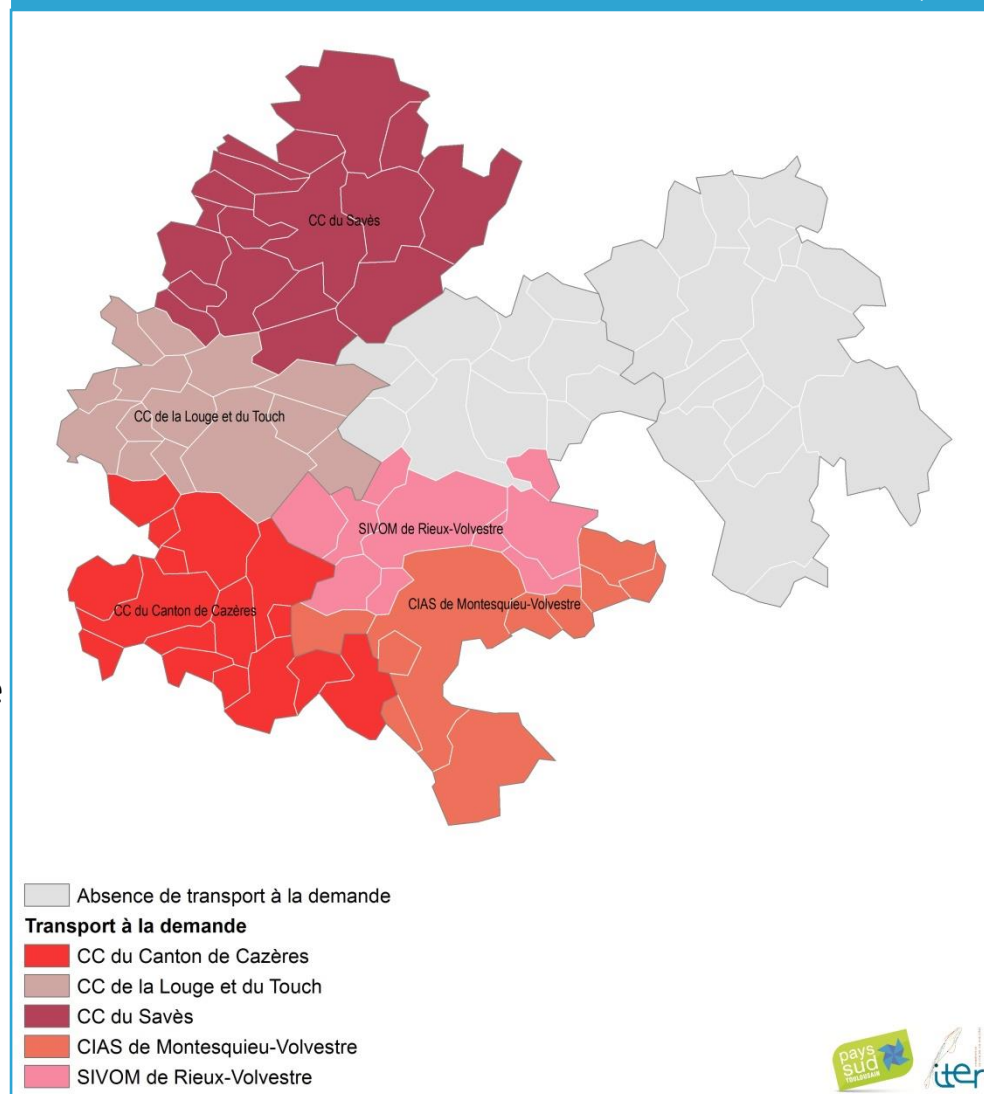 CC du Savès
CC de la Louge et du Touch
SIVOM de Rieux-Volvestre
CC du Canton de Cazères
CIAS de Montesquieu-Volvestre
e
Absence de transport à la demande
Transport à la demande
CC du Canton de Cazères
CC de la Louge et du Touch
CC du Savès
CIAS de Montesquieu-Volvestre
SIVOM de Rieux-Volvestre
pays
sud
TOULOUSAIN
iter